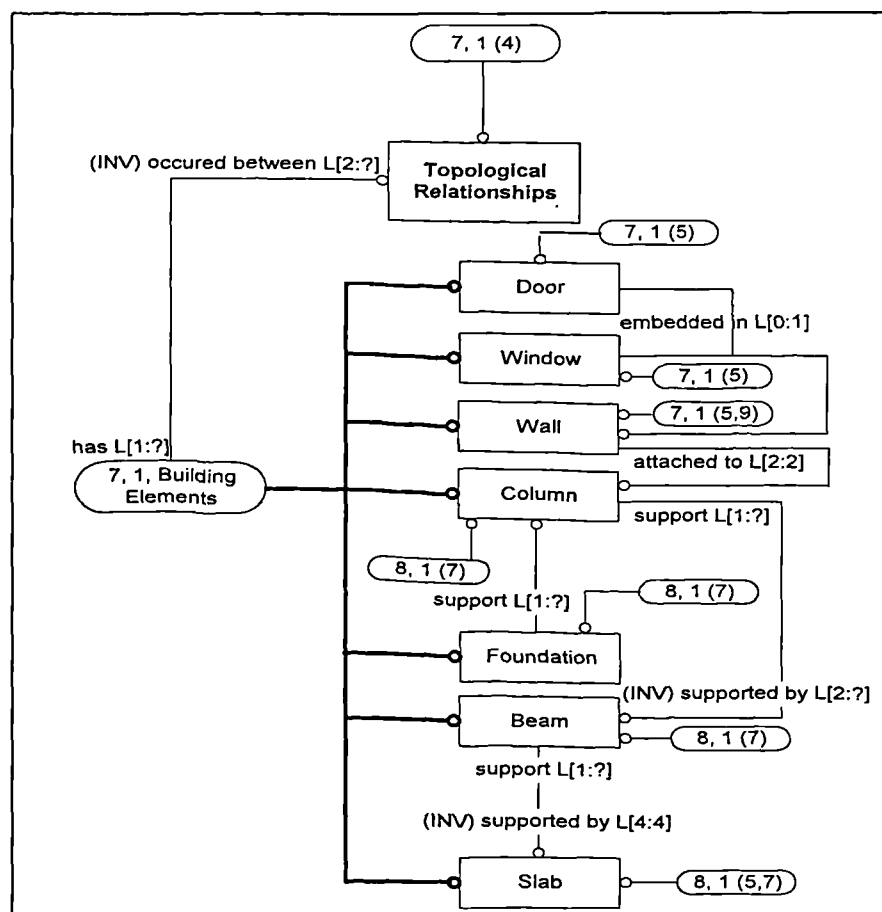 7, 1 (4)
(INV) occured between L[2:?]
Topological
Relationships
7, 1 (5)
Door
embedded in L[0:1]
Window
7, 1 (5)
7, 1 (5,9)
Wall
has L[1:?]
attached to L[2:2]
7, 1, Building
Elements
Column
support L[1:?]
8, 1 (7)
support L[1:?]
8, 1 (7)
Foundation
(INV) supported by L[2:?]
Beam
8, 1 (7)
support L[1:?]
(INV) supported by L[4:4]
Slab
8, 1 (5,7)